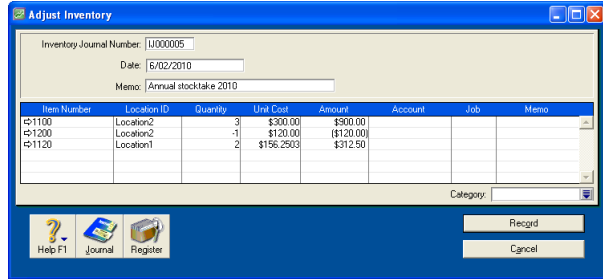 Adjust Inventory
Inventory Journal Number: IJ000005
Date: 6/02/2010
Memo: Annual stocktake 2010
Item Number Location ID Quantity Unit Cost Amount Account Job Memo
1100 Location2 3 $300.00 $900.00
1200 Location2 -1 $120.00 ($120.00)
1120 Location1 2 $156.2503 $312.50
Category:
Help F1 Journal Register
Record
Cancel